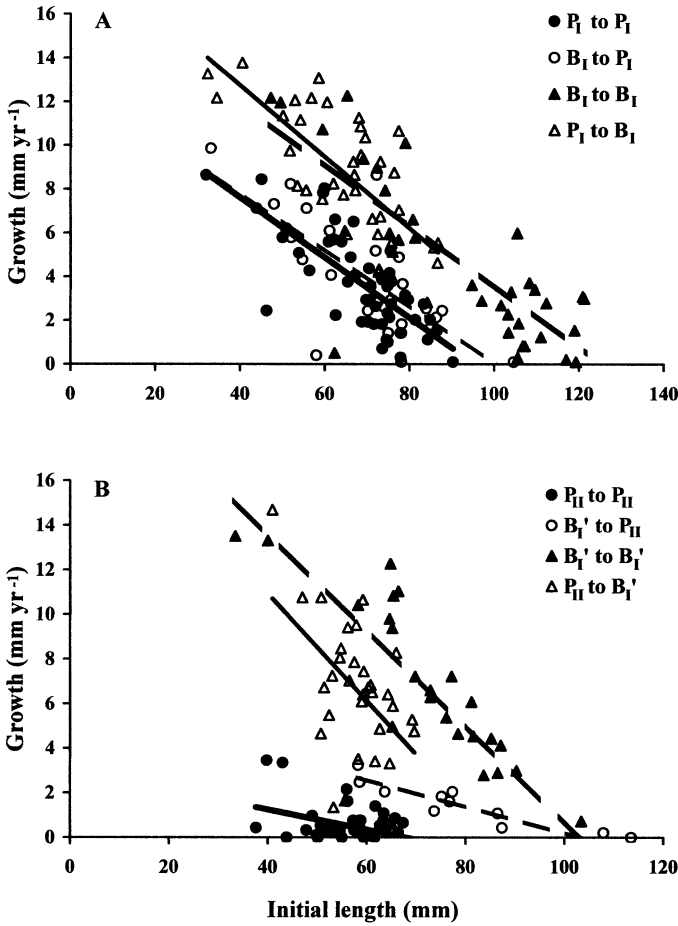 A
P_I to P_I
B_I to P_I
B_I to B_I
P_I to B_I
Growth (mm yr⁻¹)
16
14
12
10
8
6
4
2
0
0 20 40 60 80 100 120 140
B
P_II to P_II
B_I' to P_II
B_I' to B_I'
P_II to B_I'
Growth (mm yr⁻¹)
16
14
12
10
8
6
4
2
0
0 20 40 60 80 100 120
Initial length (mm)